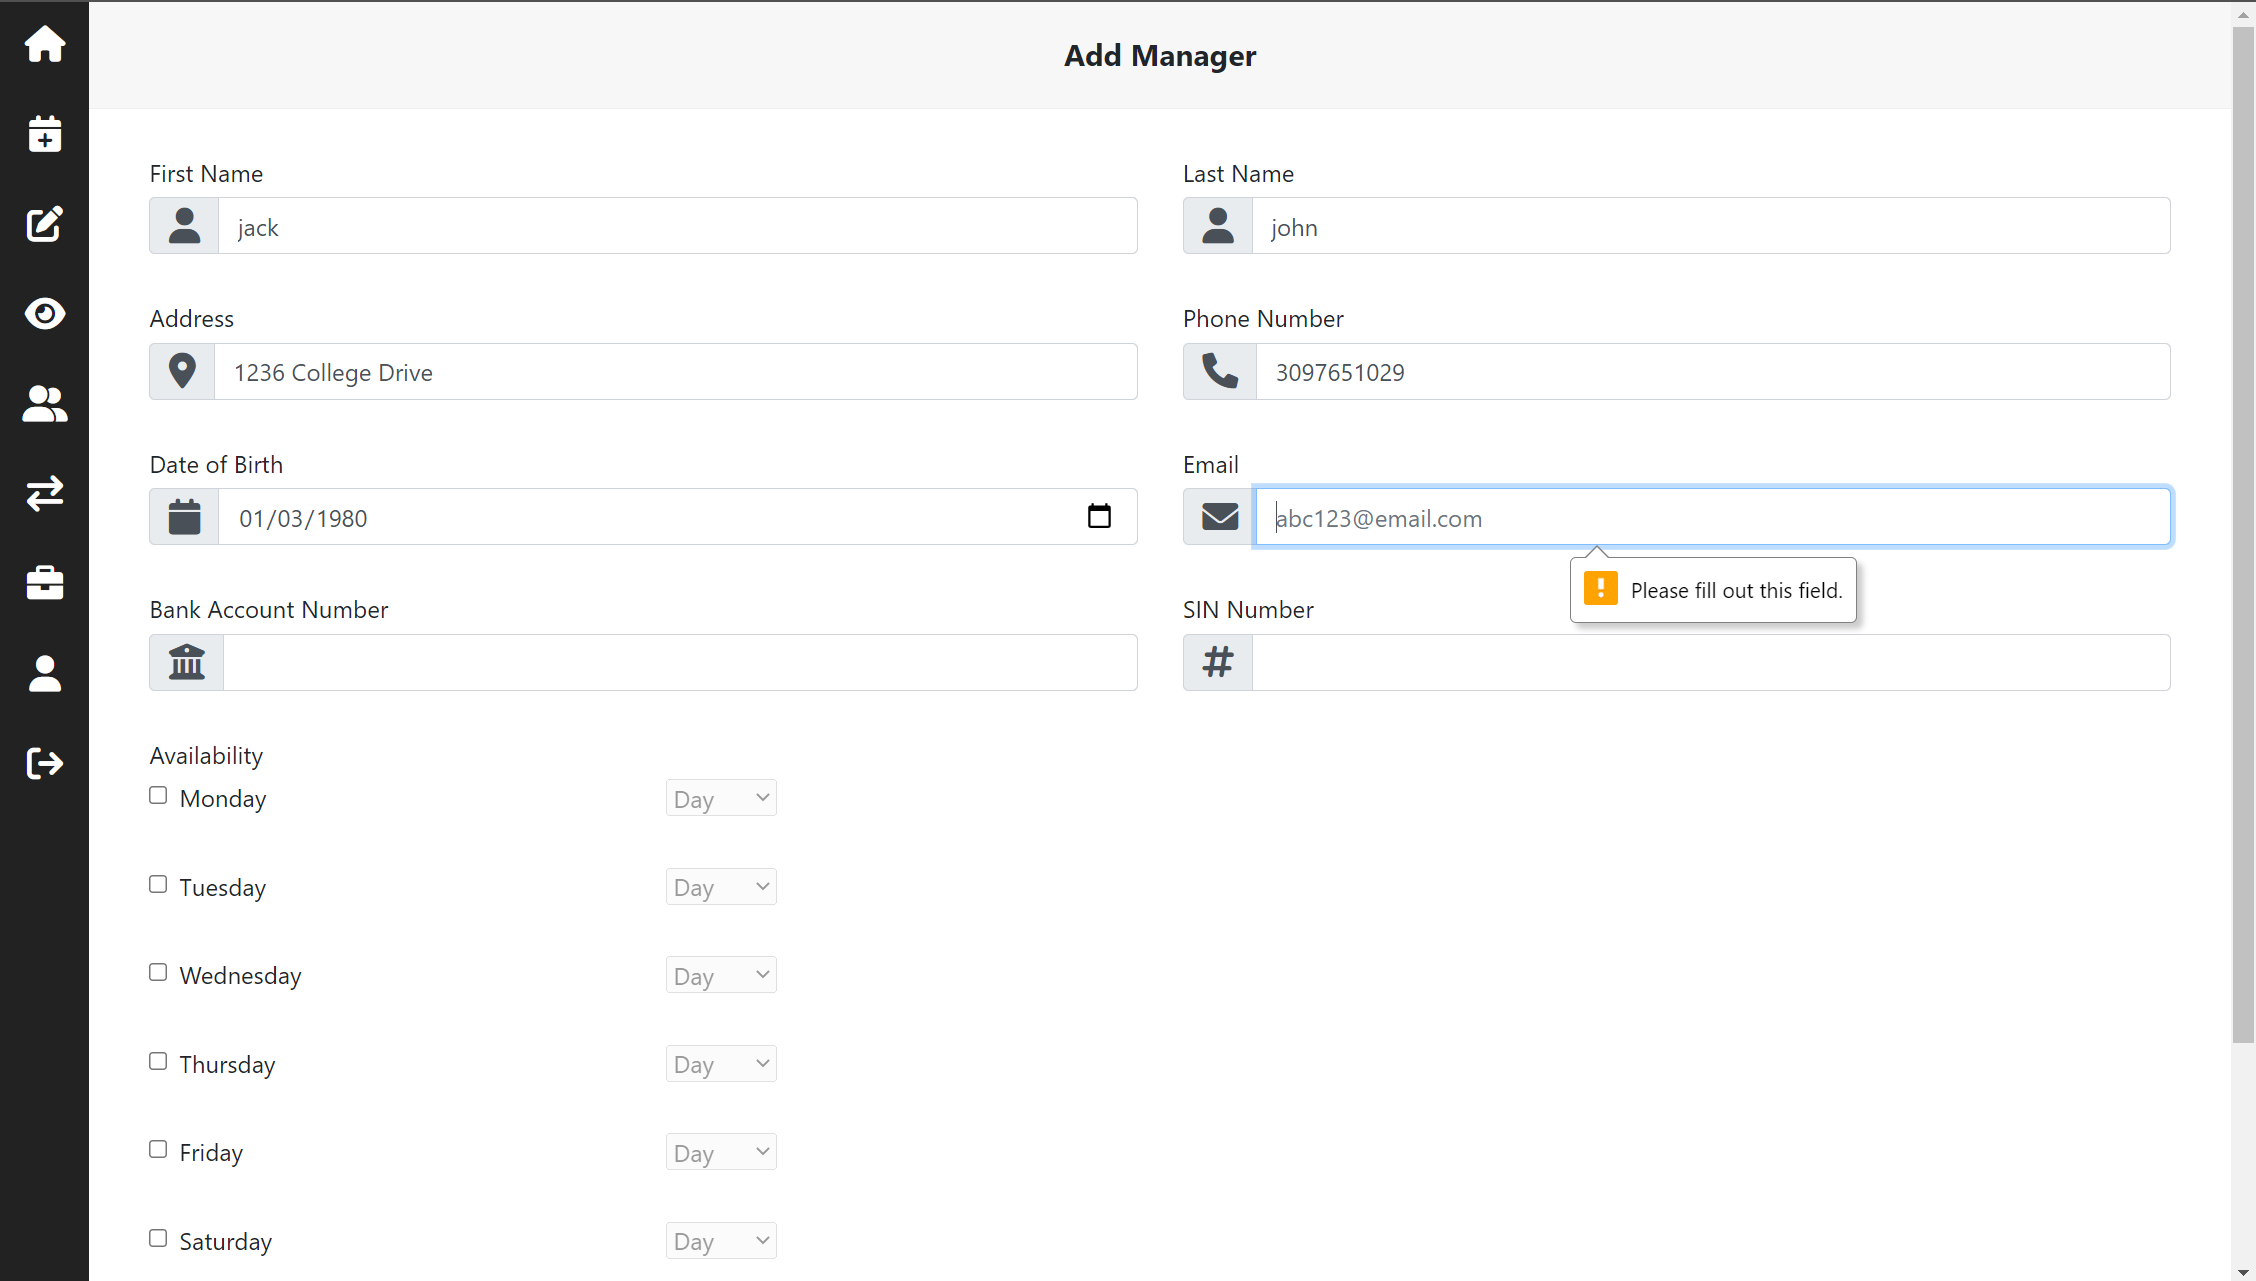 Add Manager
First Name
Last Name
jack
john
Address
Phone Number
1236 College Drive
3097651029
Date of Birth
Email
01/03/1980
abc123@email.com
Please fill out this field.
Bank Account Number
SIN Number
Availability
Monday
Day
Tuesday
Day
Wednesday
Day
Thursday
Day
Friday
Day
Saturday
Day